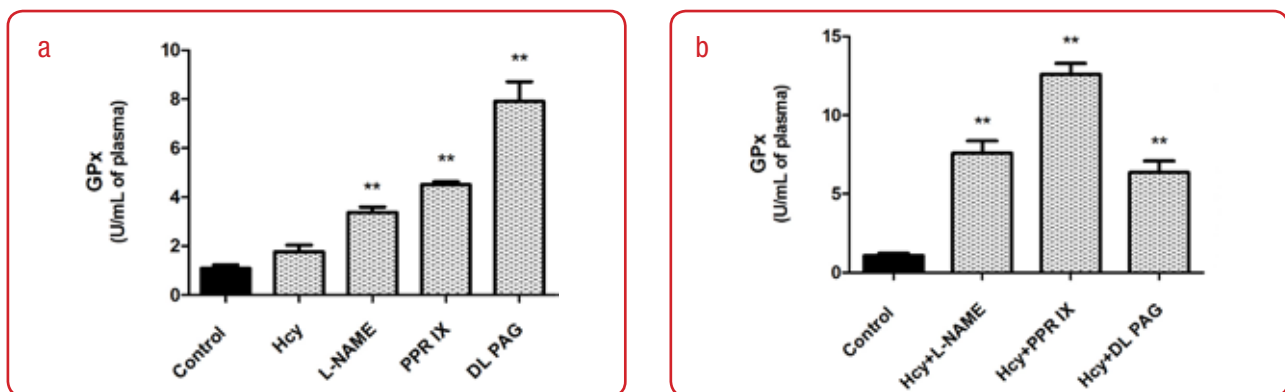 a
GPx
(U/mL of plasma)
10
8
6
4
2
0
**
**
**
Control
Hcy
L-NAME
PPR IX
DL PAG
b
GPx
(U/mL of plasma)
15
10
5
0
**
**
**
Control
Hcy+L-NAME
Hcy+PPR IX
Hcy+DL PAG